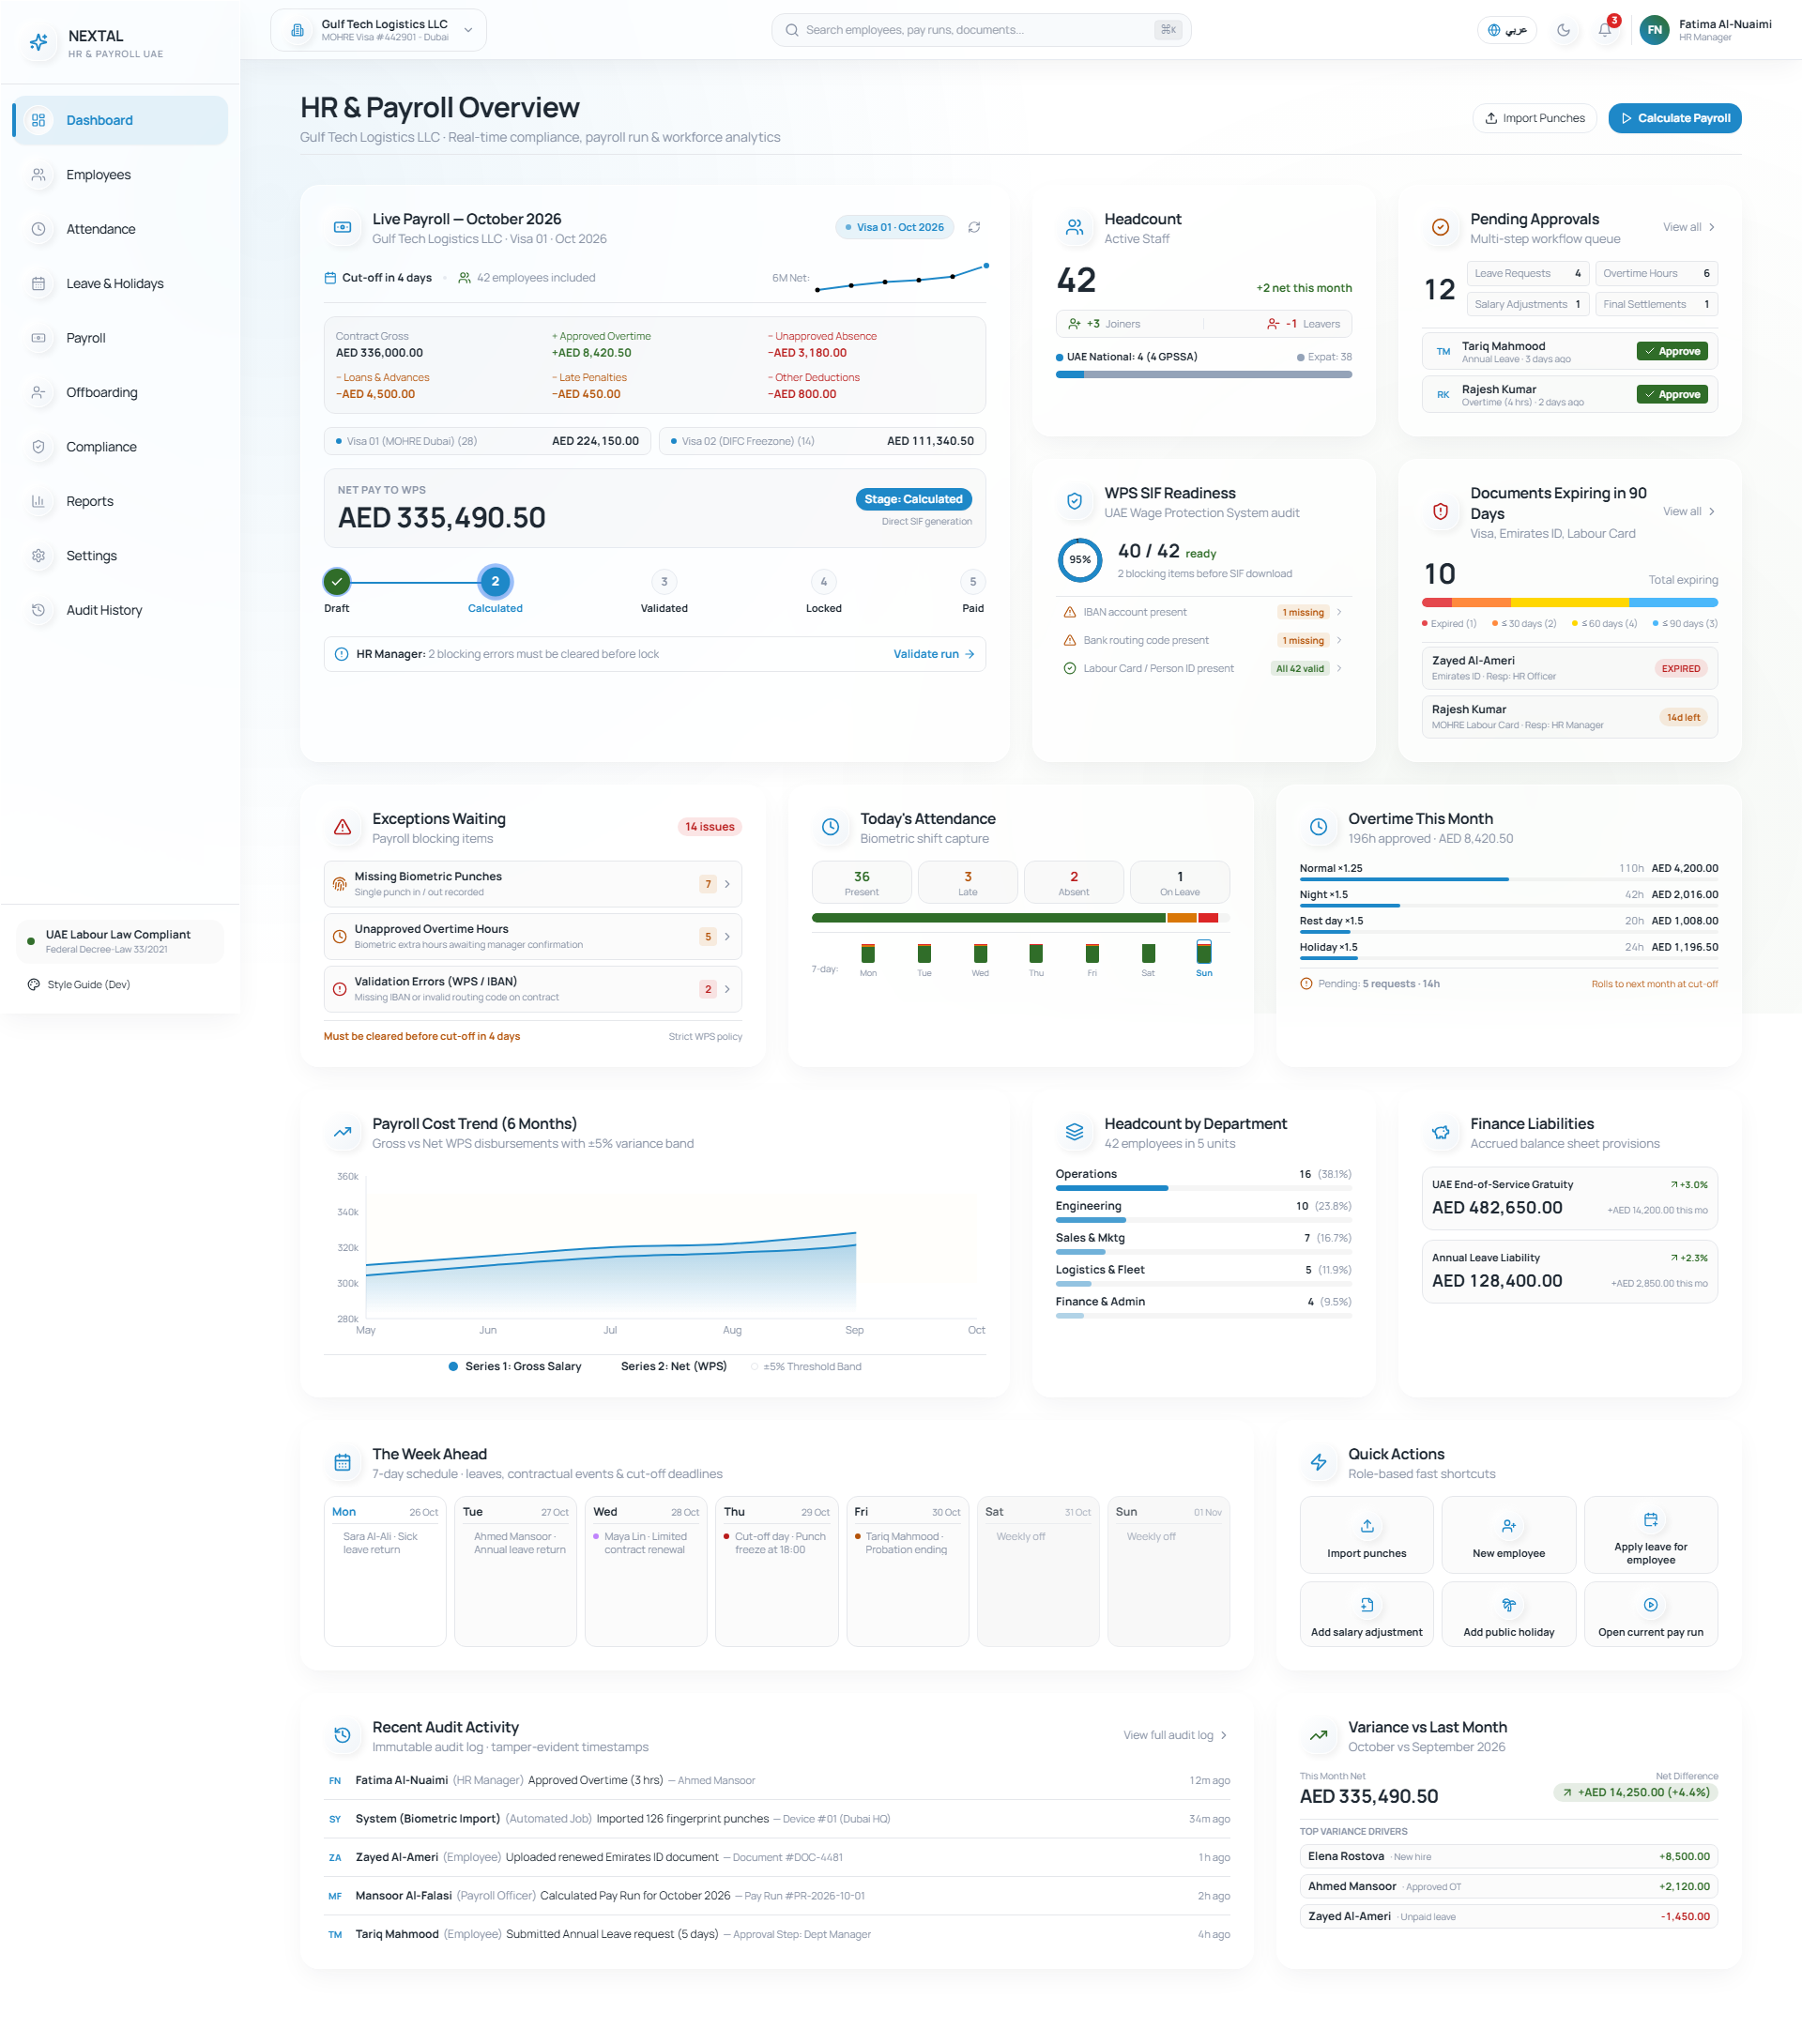 NEXTAL
HR & PAYROLL UAE
Gulf Tech Logistics LLC
MOHRE Visa #442901 - Dubai
Search employees, pay runs, documents...
⌘K
عربي
3
FN
Fatima Al-Nuaimi
HR Manager
Dashboard
Employees
Attendance
Leave & Holidays
Payroll
Offboarding
Compliance
Reports
Settings
Audit History
UAE Labour Law Compliant
Federal Decree-Law 33/2021
Style Guide (Dev)
HR & Payroll Overview
Gulf Tech Logistics LLC · Real-time compliance, payroll run & workforce analytics
Import Punches
Calculate Payroll
Live Payroll — October 2026
Gulf Tech Logistics LLC · Visa 01 · Oct 2026
Visa 01 · Oct 2026
Cut-off in 4 days
42 employees included
6M Net:
Contract Gross
AED 336,000.00
+ Approved Overtime
+AED 8,420.50
− Unapproved Absence
−AED 3,180.00
− Loans & Advances
−AED 4,500.00
− Late Penalties
−AED 450.00
− Other Deductions
−AED 800.00
Visa 01 (MOHRE Dubai) (28)
AED 224,150.00
Visa 02 (DIFC Freezone) (14)
AED 111,340.50
NET PAY TO WPS
AED 335,490.50
Stage: Calculated
Direct SIF generation
2
3
4
5
Draft
Calculated
Validated
Locked
Paid
HR Manager: 2 blocking errors must be cleared before lock
Validate run
Headcount
Active Staff
42
+2 net this month
+3 Joiners
-1 Leavers
UAE National: 4 (4 GPSSA)
Expat: 38
Pending Approvals
Multi-step workflow queue
View all
12
Leave Requests 4
Overtime Hours 6
Salary Adjustments 1
Final Settlements 1
TM
Tariq Mahmood
Annual Leave · 3 days ago
Approve
RK
Rajesh Kumar
Overtime (4 hrs) · 2 days ago
Approve
WPS SIF Readiness
UAE Wage Protection System audit
95%
40 / 42 ready
2 blocking items before SIF download
IBAN account present
1 missing
Bank routing code present
1 missing
Labour Card / Person ID present
All 42 valid
Documents Expiring in 90
Days
Visa, Emirates ID, Labour Card
View all
10
Total expiring
Expired (1)
≤ 30 days (2)
≤ 60 days (4)
≤ 90 days (3)
Zayed Al-Ameri
Emirates ID · Resp: HR Officer
EXPIRED
Rajesh Kumar
MOHRE Labour Card · Resp: HR Manager
14d left
Exceptions Waiting
Payroll blocking items
14 issues
Missing Biometric Punches
Single punch in / out recorded
7
Unapproved Overtime Hours
Biometric extra hours awaiting manager confirmation
5
Validation Errors (WPS / IBAN)
Missing IBAN or invalid routing code on contract
2
Must be cleared before cut-off in 4 days
Strict WPS policy
Today's Attendance
Biometric shift capture
36
Present
3
Late
2
Absent
1
On Leave
7-day:
Mon
Tue
Wed
Thu
Fri
Sat
Sun
Overtime This Month
196h approved · AED 8,420.50
Normal ×1.25
110h AED 4,200.00
Night ×1.5
42h AED 2,016.00
Rest day ×1.5
20h AED 1,008.00
Holiday ×1.5
24h AED 1,196.50
Pending: 5 requests · 14h
Rolls to next month at cut-off
Payroll Cost Trend (6 Months)
Gross vs Net WPS disbursements with ±5% variance band
360k
340k
320k
300k
280k
May
Jun
Jul
Aug
Sep
Oct
Series 1: Gross Salary
Series 2: Net (WPS)
±5% Threshold Band
Headcount by Department
42 employees in 5 units
Operations
16 (38.1%)
Engineering
10 (23.8%)
Sales & Mktg
7 (16.7%)
Logistics & Fleet
5 (11.9%)
Finance & Admin
4 (9.5%)
Finance Liabilities
Accrued balance sheet provisions
UAE End-of-Service Gratuity
+3.0%
AED 482,650.00
+AED 14,200.00 this mo
Annual Leave Liability
+2.3%
AED 128,400.00
+AED 2,850.00 this mo
The Week Ahead
7-day schedule · leaves, contractual events & cut-off deadlines
Mon
26 Oct
Sara Al-Ali · Sick
leave return
Tue
27 Oct
Ahmed Mansoor ·
Annual leave return
Wed
28 Oct
Maya Lin · Limited
contract renewal
Thu
29 Oct
Cut-off day · Punch
freeze at 18:00
Fri
30 Oct
Tariq Mahmood ·
Probation ending
Sat
31 Oct
Weekly off
Sun
01 Nov
Weekly off
Quick Actions
Role-based fast shortcuts
Import punches
New employee
Apply leave for
employee
Add salary adjustment
Add public holiday
Open current pay run
Recent Audit Activity
Immutable audit log · tamper-evident timestamps
View full audit log
FN
Fatima Al-Nuaimi (HR Manager) Approved Overtime (3 hrs) — Ahmed Mansoor
12m ago
SY
System (Biometric Import) (Automated Job) Imported 126 fingerprint punches — Device #01 (Dubai HQ)
34m ago
ZA
Zayed Al-Ameri (Employee) Uploaded renewed Emirates ID document — Document #DOC-4481
1h ago
MF
Mansoor Al-Falasi (Payroll Officer) Calculated Pay Run for October 2026 — Pay Run #PR-2026-10-01
2h ago
TM
Tariq Mahmood (Employee) Submitted Annual Leave request (5 days) — Approval Step: Dept Manager
4h ago
Variance vs Last Month
October vs September 2026
This Month Net
AED 335,490.50
Net Difference
+AED 14,250.00 (+4.4%)
TOP VARIANCE DRIVERS
Elena Rostova · New hire
+8,500.00
Ahmed Mansoor · Approved OT
+2,120.00
Zayed Al-Ameri · Unpaid leave
-1,450.00